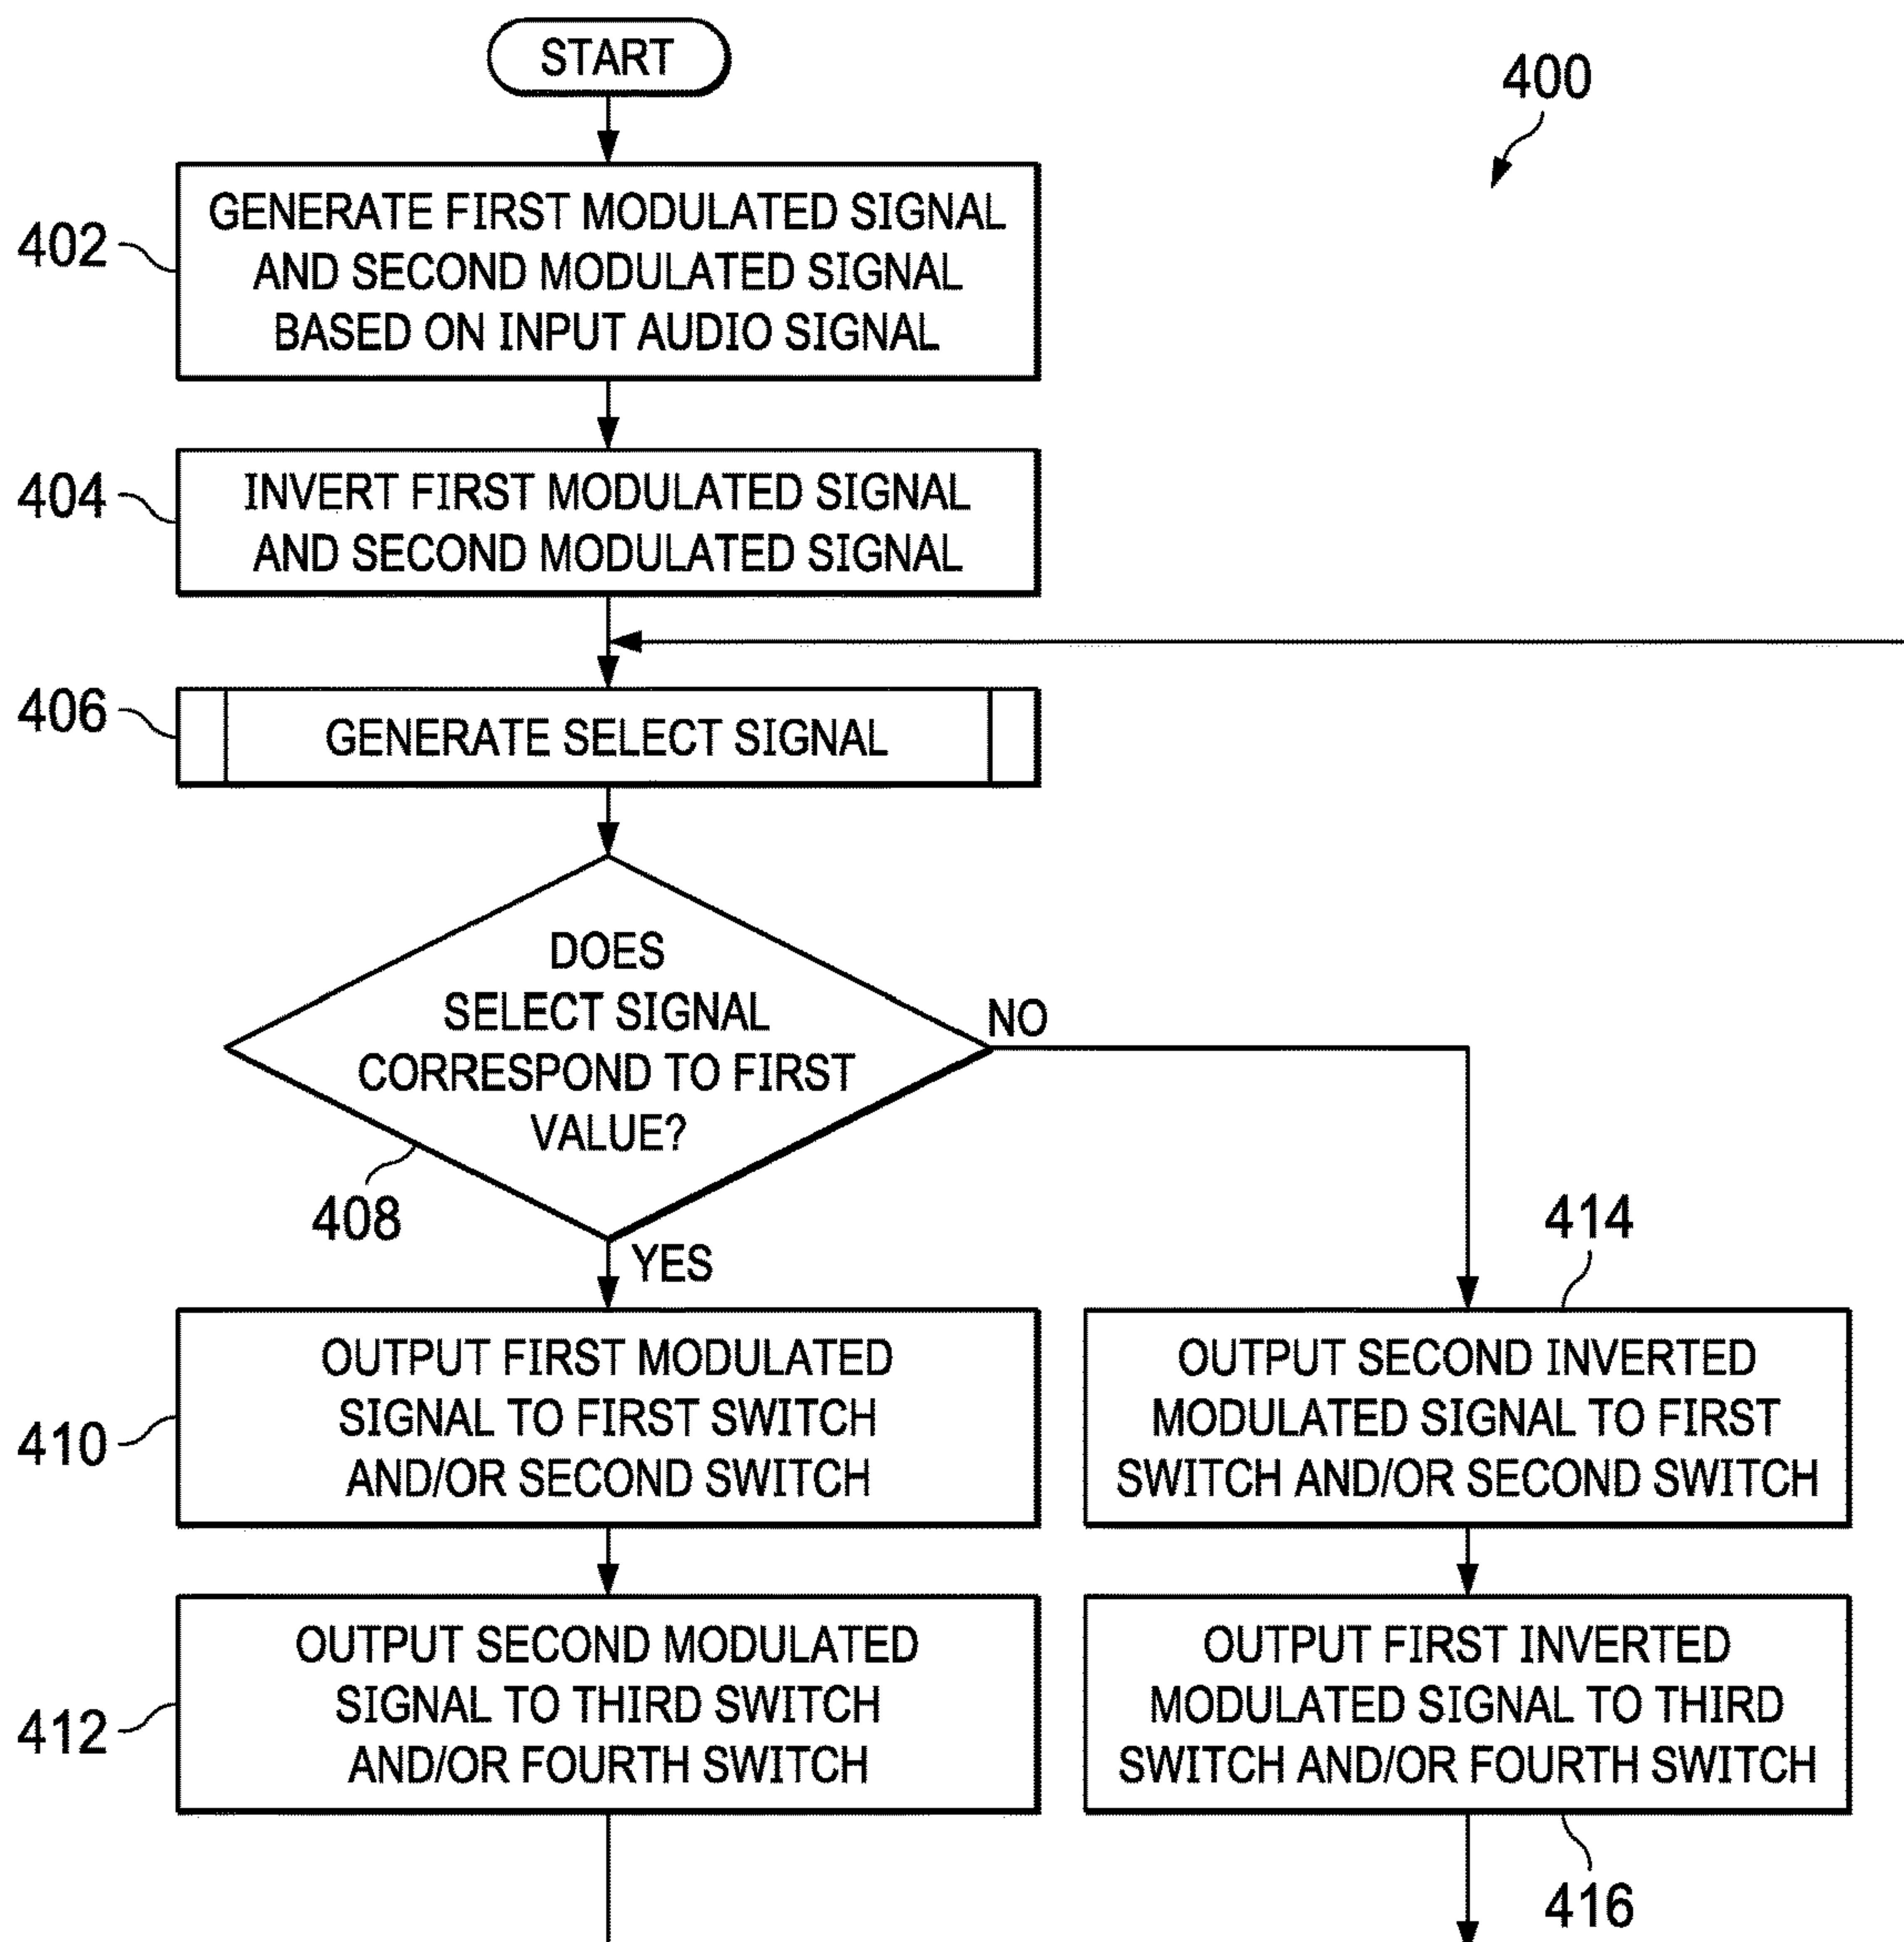 START
400
402
GENERATE FIRST MODULATED SIGNAL
AND SECOND MODULATED SIGNAL
BASED ON INPUT AUDIO SIGNAL
404
INVERT FIRST MODULATED SIGNAL
AND SECOND MODULATED SIGNAL
406
GENERATE SELECT SIGNAL
DOES
SELECT SIGNAL
CORRESPOND TO FIRST
VALUE?
NO
408
YES
414
410
OUTPUT FIRST MODULATED
SIGNAL TO FIRST SWITCH
AND/OR SECOND SWITCH
OUTPUT SECOND INVERTED
MODULATED SIGNAL TO FIRST
SWITCH AND/OR SECOND SWITCH
412
OUTPUT SECOND MODULATED
SIGNAL TO THIRD SWITCH
AND/OR FOURTH SWITCH
OUTPUT FIRST INVERTED
MODULATED SIGNAL TO THIRD
SWITCH AND/OR FOURTH SWITCH
416